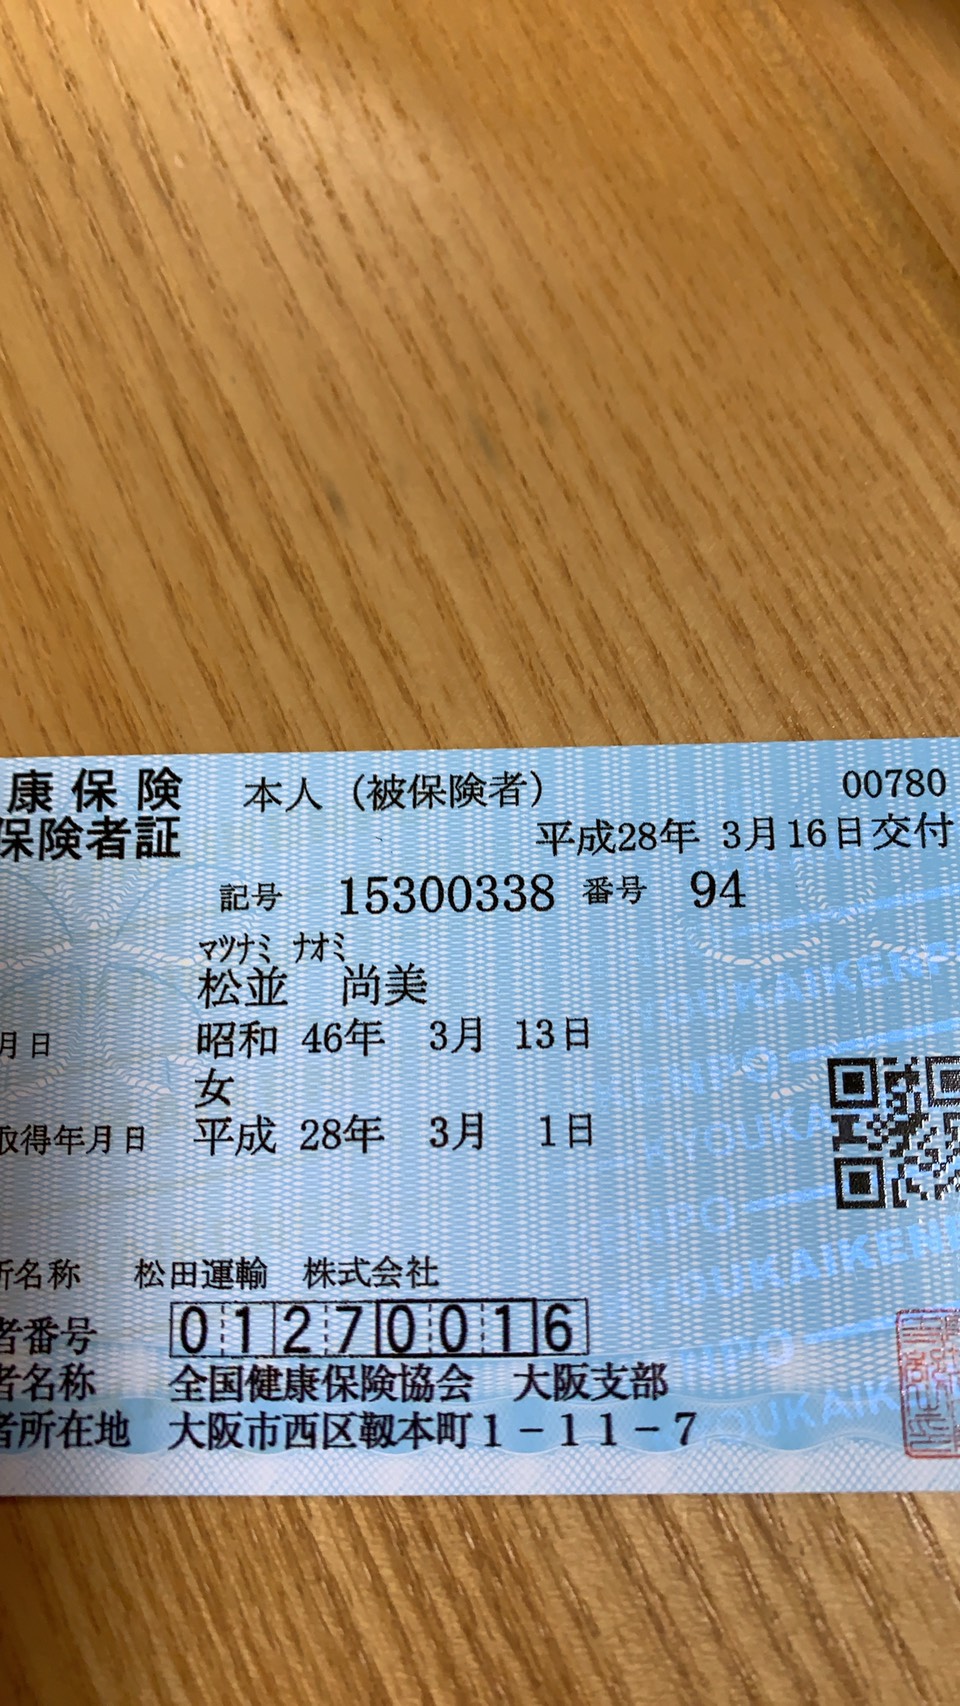 康保険 本人（被保険者） 00780
保険者証 平成28年 3月16日交付
記号 15300338 番号 94
ﾏﾂﾅﾐ ﾅｵﾐ
松並 尚美
月日 昭和 46年 3月 13日
女
取得年月日 平成 28年 3月 1日
所名称 松田運輸 株式会社
者番号 01270016
者名称 全国健康保険協会 大阪支部
者所在地 大阪市西区靱本町1－11－7